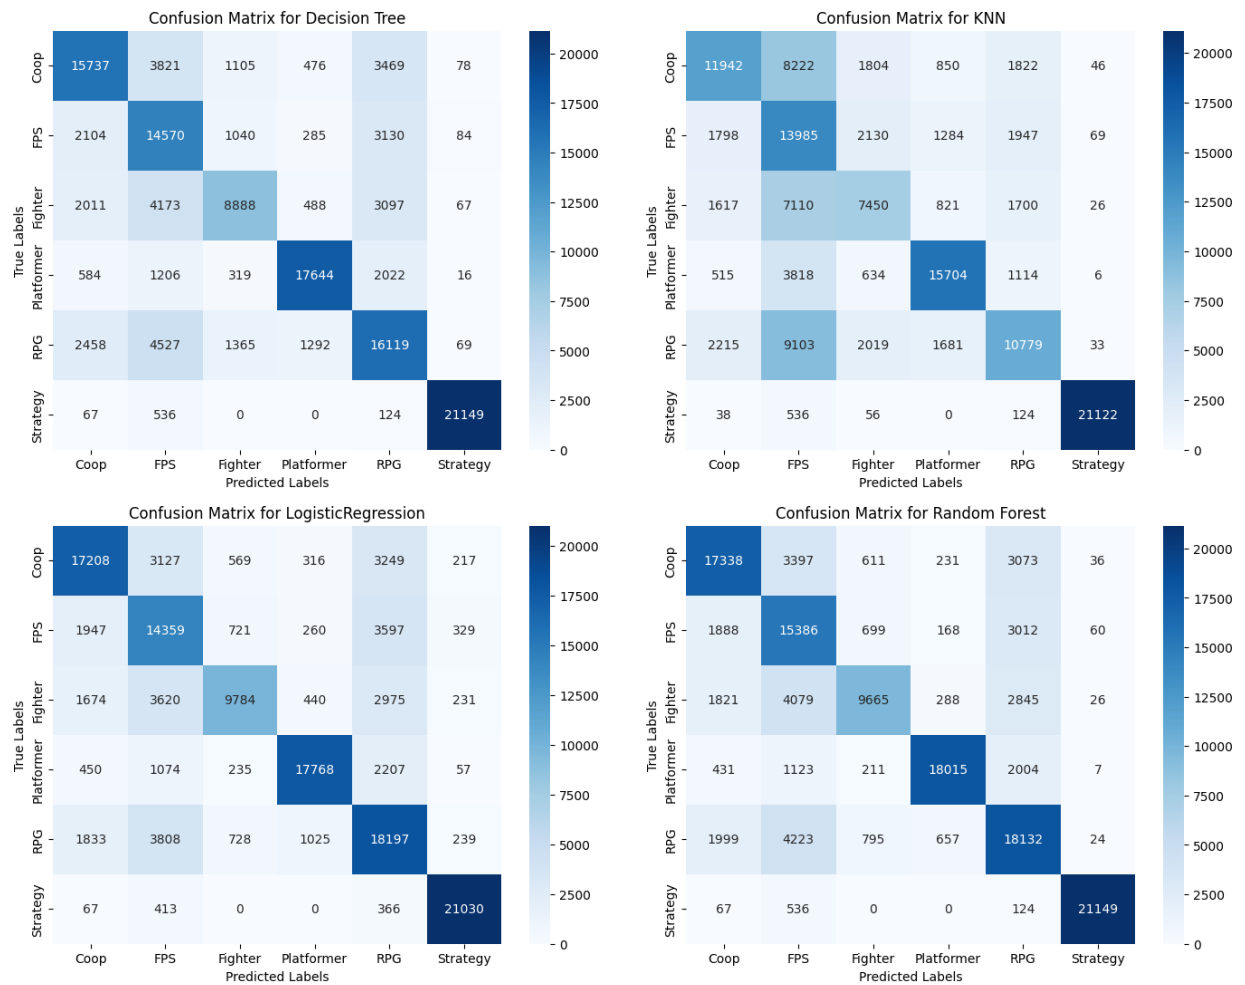 Confusion Matrix for Decision Tree
True Labels
Coop 15737 3821 1105 476 3469 78
FPS 2104 14570 1040 285 3130 84
Fighter 2011 4173 8888 488 3097 67
Platformer 584 1206 319 17644 2022 16
RPG 2458 4527 1365 1292 16119 69
Strategy 67 536 0 0 124 21149
Coop FPS Fighter Platformer RPG Strategy
Predicted Labels
20000
17500
15000
12500
10000
7500
5000
2500
0
Confusion Matrix for KNN
True Labels
Coop 11942 8222 1804 850 1822 46
FPS 1798 13985 2130 1284 1947 69
Fighter 1617 7110 7450 821 1700 26
Platformer 515 3818 634 15704 1114 6
RPG 2215 9103 2019 1681 10779 33
Strategy 38 536 56 0 124 21122
Coop FPS Fighter Platformer RPG Strategy
Predicted Labels
20000
17500
15000
12500
10000
7500
5000
2500
0
Confusion Matrix for LogisticRegression
True Labels
Coop 17208 3127 569 316 3249 217
FPS 1947 14359 721 260 3597 329
Fighter 1674 3620 9784 440 2975 231
Platformer 450 1074 235 17768 2207 57
RPG 1833 3808 728 1025 18197 239
Strategy 67 413 0 0 366 21030
Coop FPS Fighter Platformer RPG Strategy
Predicted Labels
20000
17500
15000
12500
10000
7500
5000
2500
0
Confusion Matrix for Random Forest
True Labels
Coop 17338 3397 611 231 3073 36
FPS 1888 15386 699 168 3012 60
Fighter 1821 4079 9665 288 2845 26
Platformer 431 1123 211 18015 2004 7
RPG 1999 4223 795 657 18132 24
Strategy 67 536 0 0 124 21149
Coop FPS Fighter Platformer RPG Strategy
Predicted Labels
20000
17500
15000
12500
10000
7500
5000
2500
0